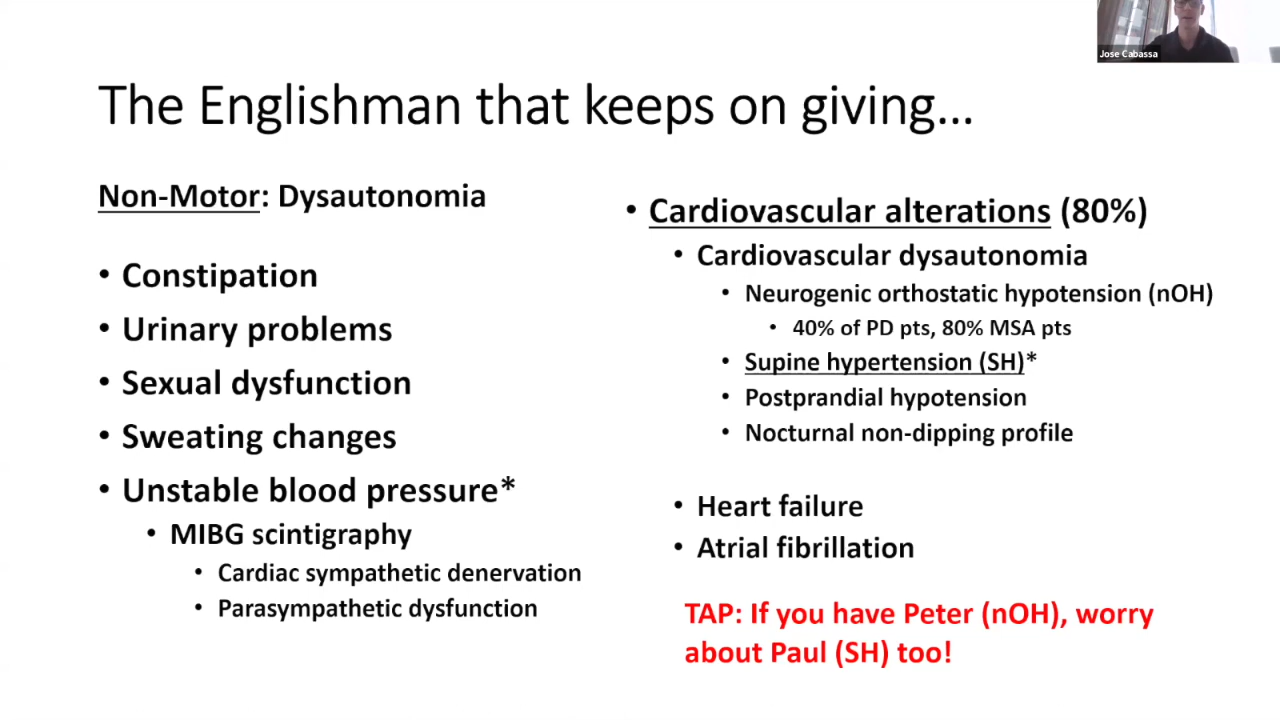 Jose Cabassa
The Englishman that keeps on giving...
Non-Motor: Dysautonomia
• Constipation
• Urinary problems
• Sexual dysfunction
• Sweating changes
• Unstable blood pressure*
• MIBG scintigraphy
• Cardiac sympathetic denervation
• Parasympathetic dysfunction
• Cardiovascular alterations (80%)
• Cardiovascular dysautonomia
• Neurogenic orthostatic hypotension (nOH)
• 40% of PD pts, 80% MSA pts
• Supine hypertension (SH)*
• Postprandial hypotension
• Nocturnal non-dipping profile
• Heart failure
• Atrial fibrillation
TAP: If you have Peter (nOH), worry
about Paul (SH) too!